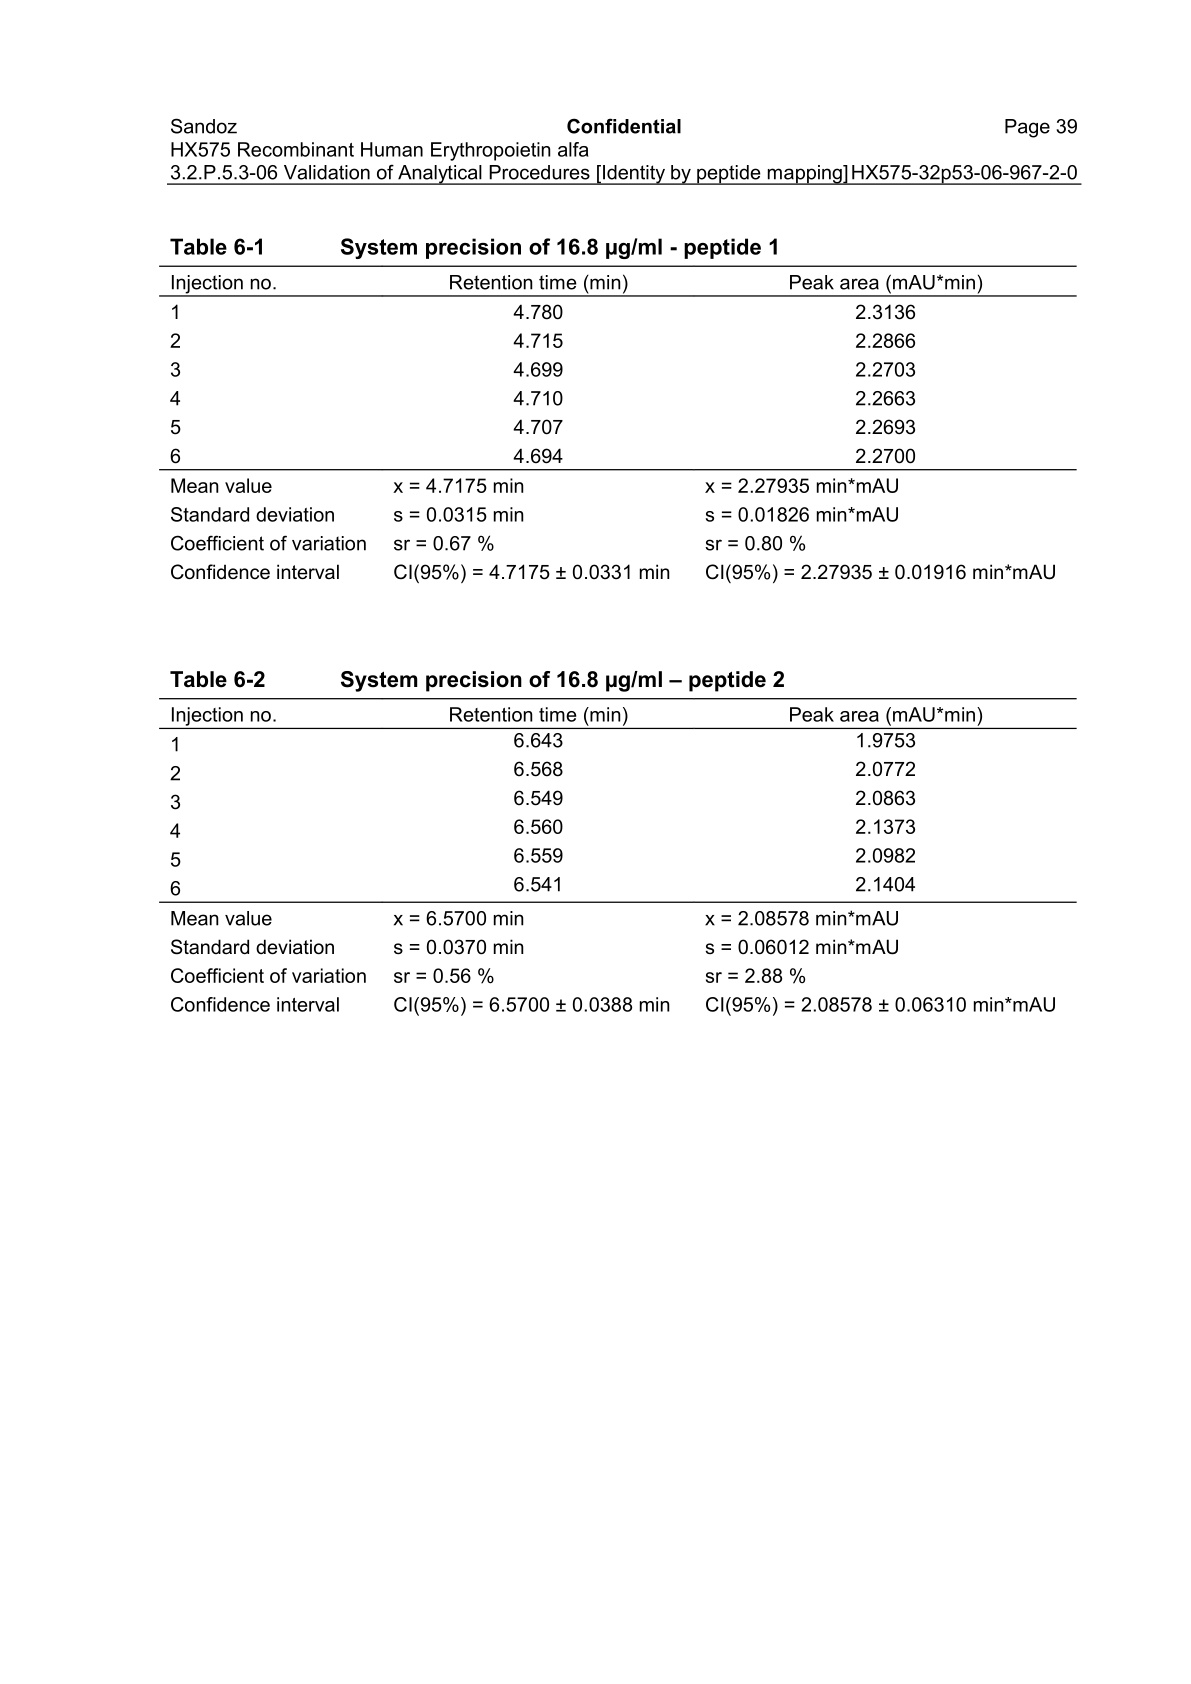 Sandoz Confidential Page 39
HX575 Recombinant Human Erythropoietin alfa
3.2.P.5.3-06 Validation of Analytical Procedures [Identity by peptide mapping] HX575-32p53-06-967-2-0
Table 6-1 System precision of 16.8 µg/ml - peptide 1
Injection no. Retention time (min) Peak area (mAU*min)
1 4.780 2.3136
2 4.715 2.2866
3 4.699 2.2703
4 4.710 2.2663
5 4.707 2.2693
6 4.694 2.2700
Mean value x = 4.7175 min x = 2.27935 min*mAU
Standard deviation s = 0.0315 min s = 0.01826 min*mAU
Coefficient of variation sr = 0.67 % sr = 0.80 %
Confidence interval CI(95%) = 4.7175 ± 0.0331 min CI(95%) = 2.27935 ± 0.01916 min*mAU
Table 6-2 System precision of 16.8 µg/ml – peptide 2
Injection no. Retention time (min) Peak area (mAU*min)
1 6.643 1.9753
2 6.568 2.0772
3 6.549 2.0863
4 6.560 2.1373
5 6.559 2.0982
6 6.541 2.1404
Mean value x = 6.5700 min x = 2.08578 min*mAU
Standard deviation s = 0.0370 min s = 0.06012 min*mAU
Coefficient of variation sr = 0.56 % sr = 2.88 %
Confidence interval CI(95%) = 6.5700 ± 0.0388 min CI(95%) = 2.08578 ± 0.06310 min*mAU